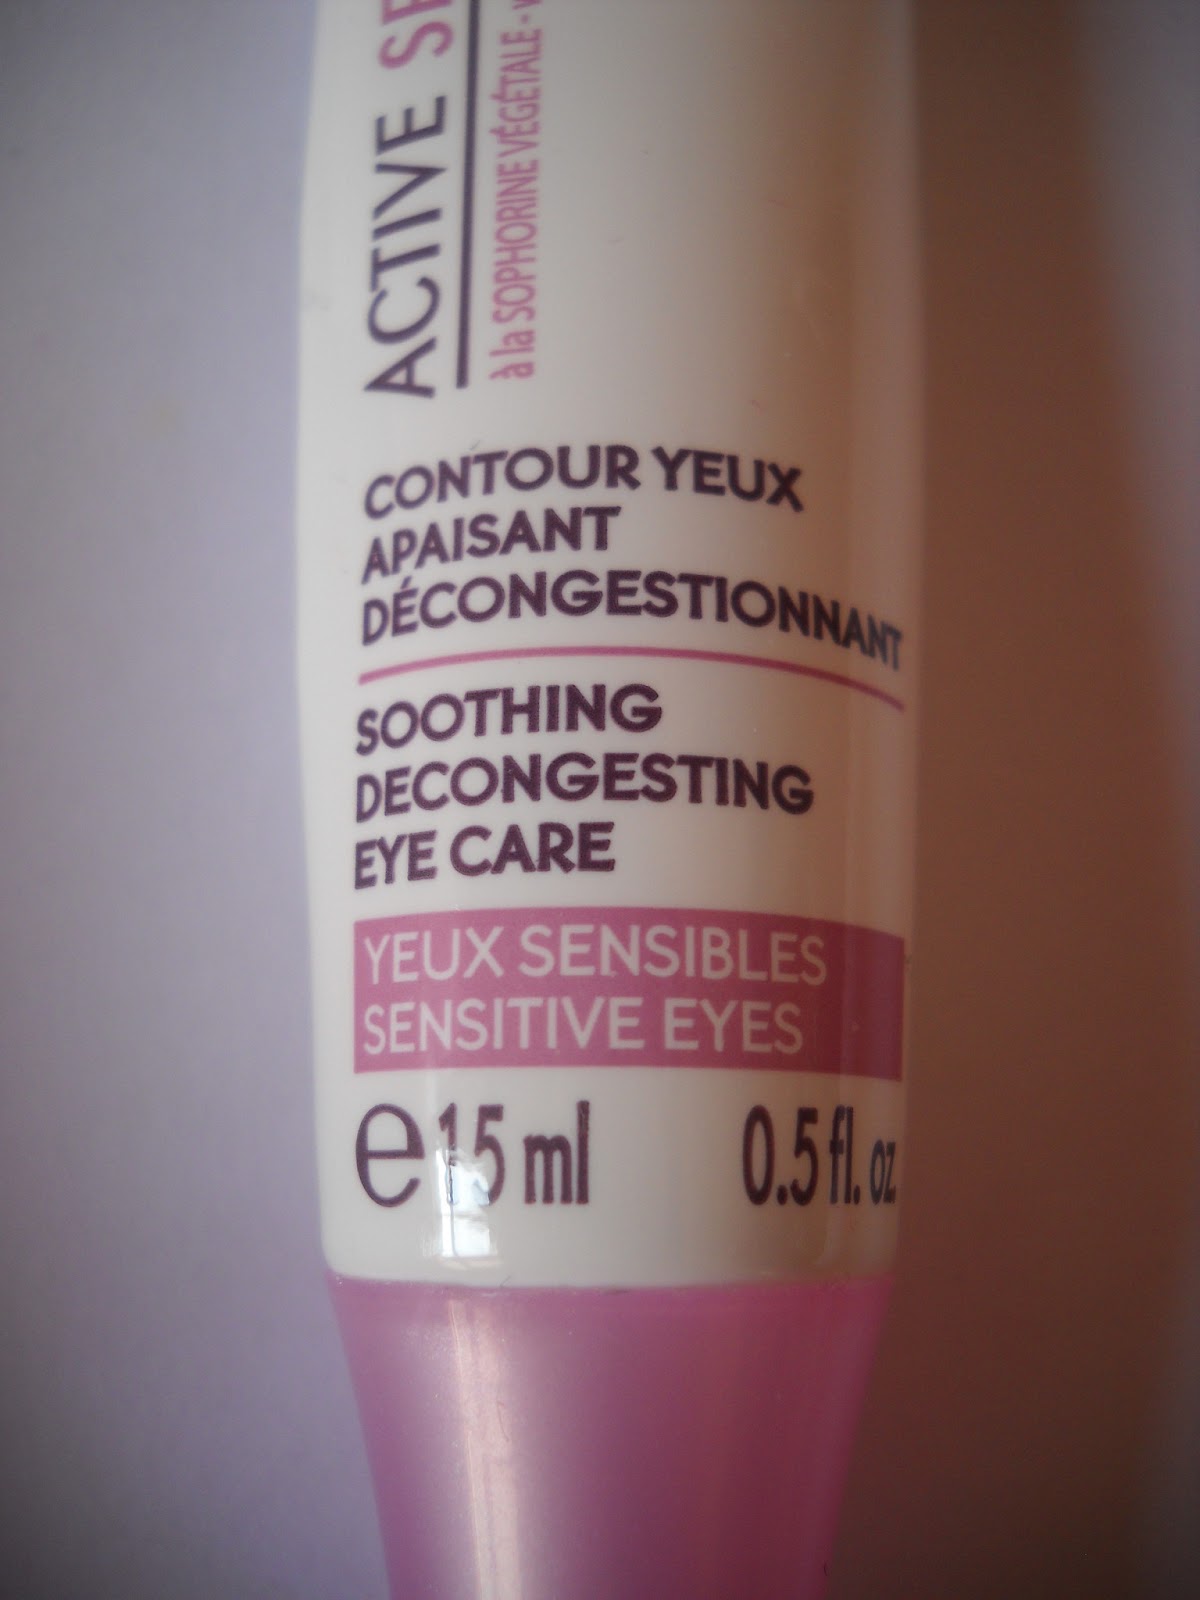 ACTIVE
à la SOPHORINE VÉGÉTALE -
CONTOUR YEUX
APAISANT
DÉCONGESTIONNANT
SOOTHING
DECONGESTING
EYE CARE
YEUX SENSIBLES
SENSITIVE EYES
e 15 ml 0.5 fl. oz